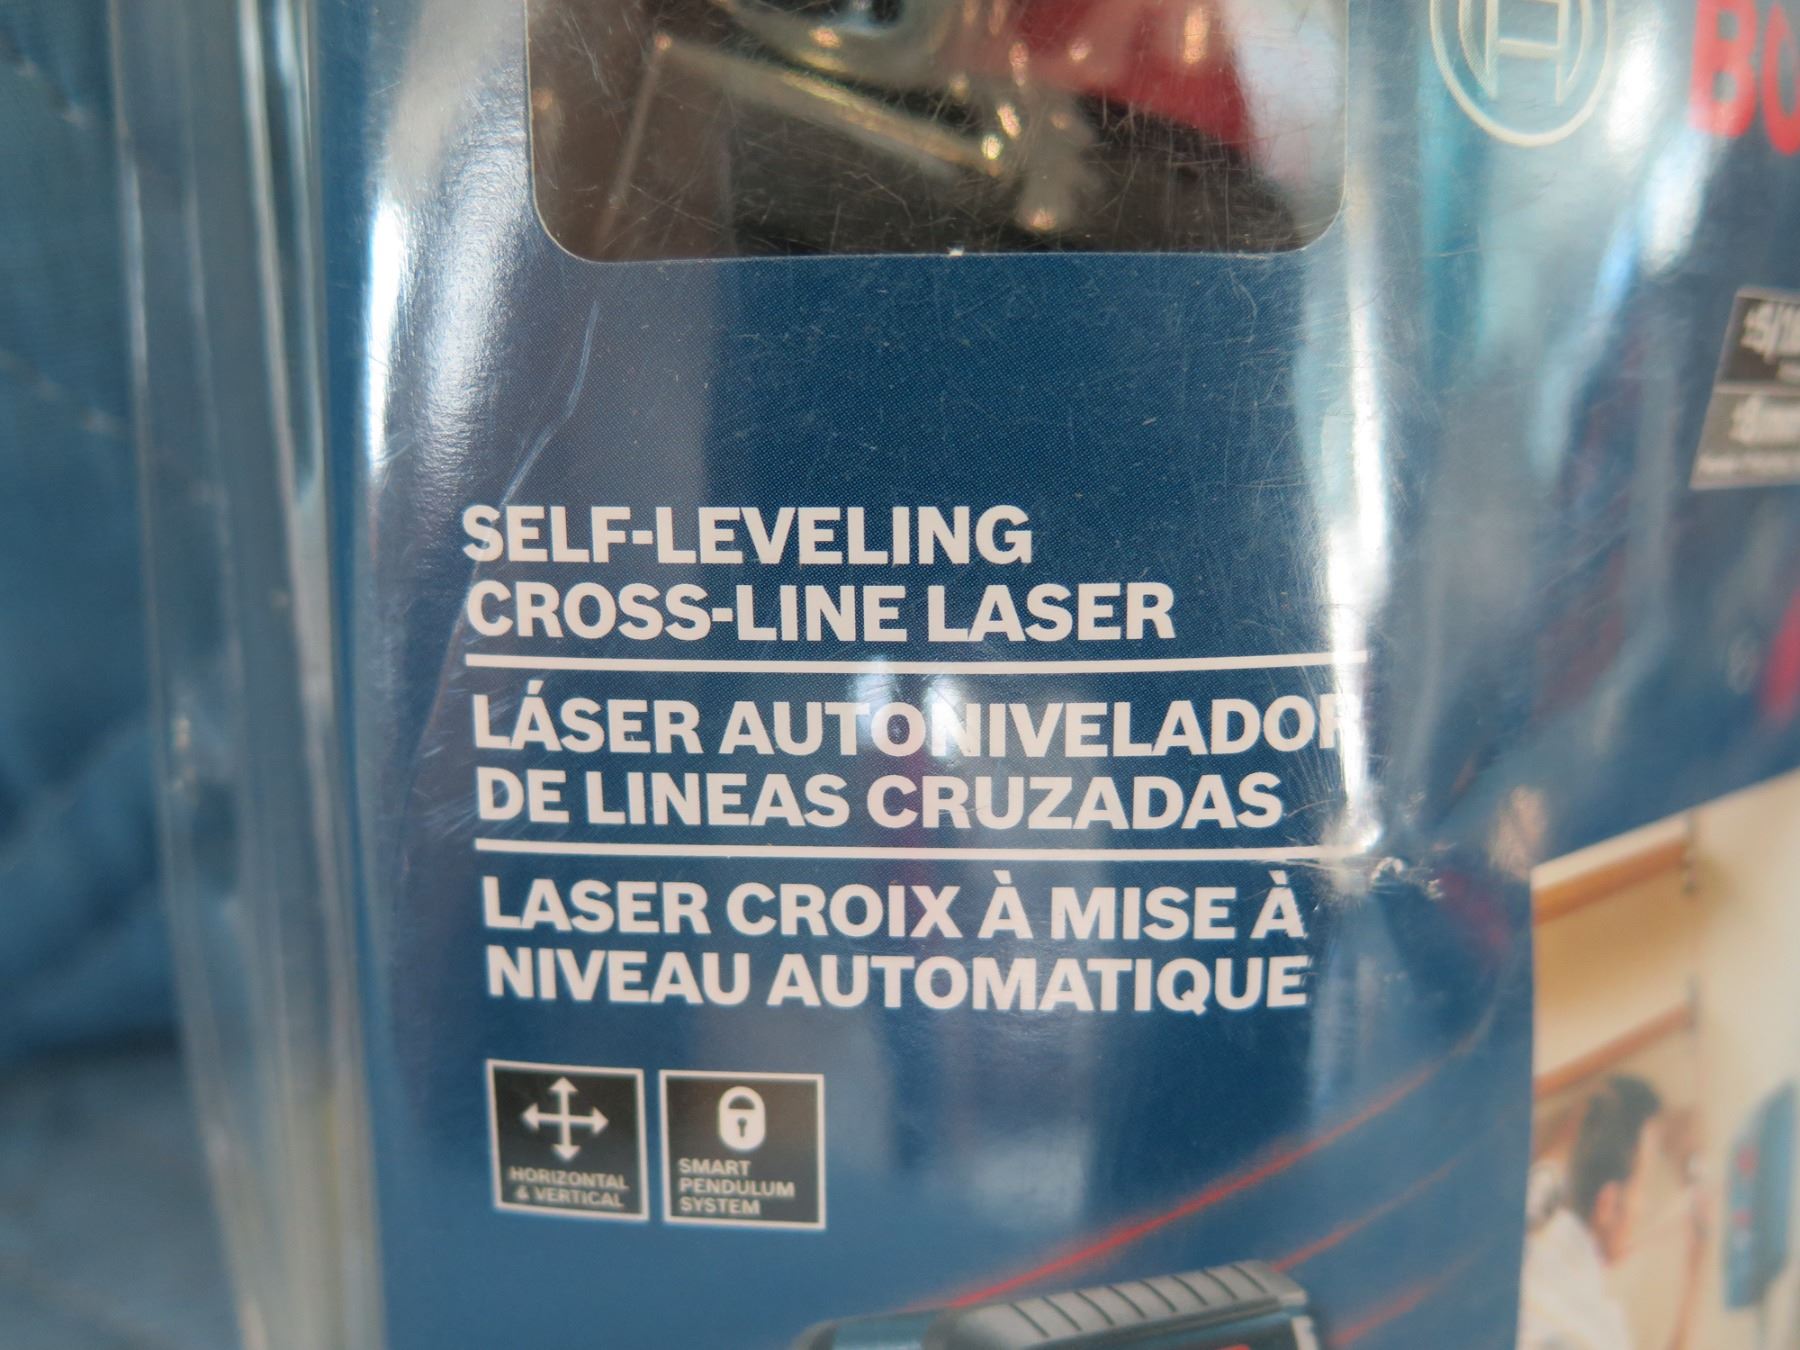 SELF-LEVELING
CROSS-LINE LASER
LÁSER AUTONIVELADOR
DE LINEAS CRUZADAS
LASER CROIX À MISE À
NIVEAU AUTOMATIQUE
HORIZONTAL
& VERTICAL
SMART
PENDULUM
SYSTEM